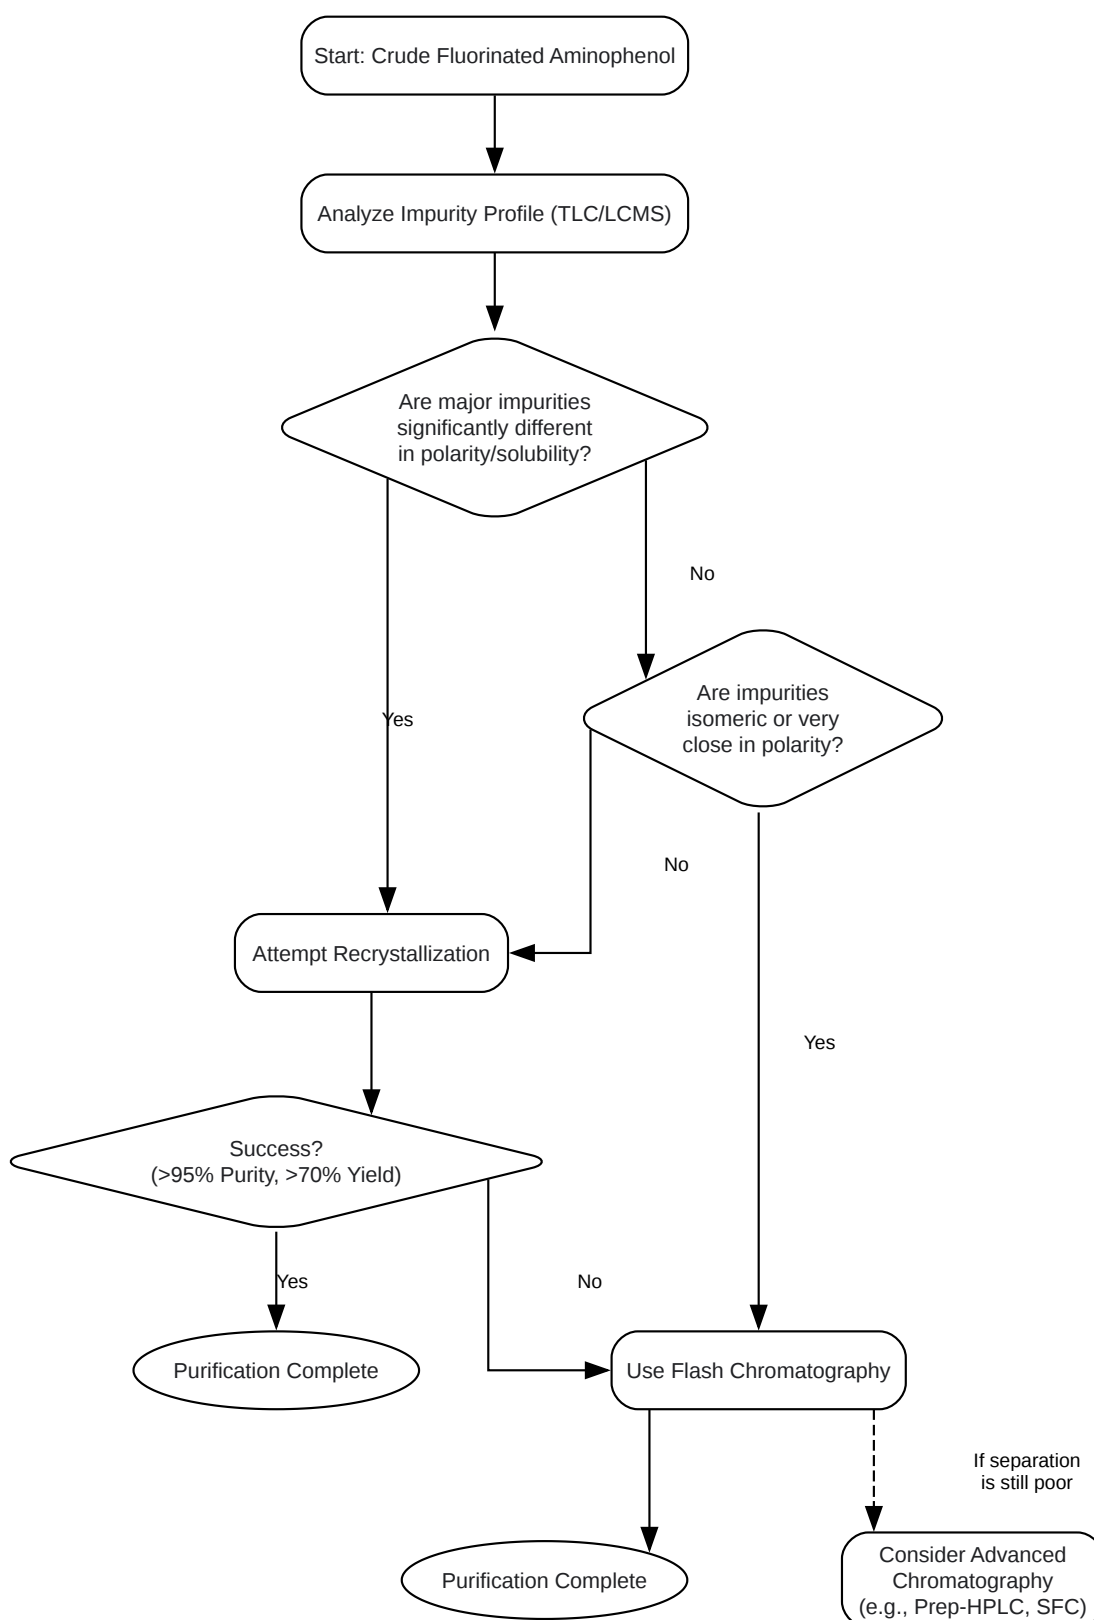 Start: Crude Fluorinated Aminophenol
Analyze Impurity Profile (TLC/LCMS)
Are major impurities
significantly different
in polarity/solubility?
No
Are impurities
isomeric or very
close in polarity?
Yes
No
Attempt Recrystallization
Yes
Success?
(>95% Purity, >70% Yield)
Yes
No
Purification Complete
Use Flash Chromatography
If separation
is still poor
Purification Complete
Consider Advanced
Chromatography
(e.g., Prep-HPLC, SFC)